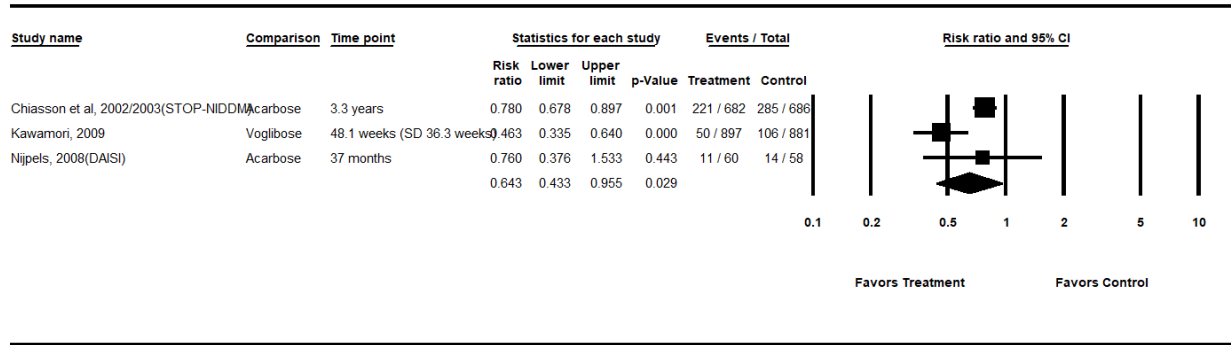 Study name Comparison Time point Statistics for each study Events / Total Risk ratio and 95% CI
Risk ratio Lower limit Upper limit p-Value Treatment Control
Chiasson et al, 2002/2003(STOP-NIDDM) Acarbose 3.3 years 0.780 0.678 0.897 0.001 221 / 682 285 / 686
Kawamori, 2009 Voglibose 48.1 weeks (SD 36.3 weeks) 0.463 0.335 0.640 0.000 50 / 897 106 / 881
Nijpels, 2008(DAISI) Acarbose 37 months 0.760 0.376 1.533 0.443 11 / 60 14 / 58
0.643 0.433 0.955 0.029
0.1 0.2 0.5 1 2 5 10
Favors Treatment Favors Control